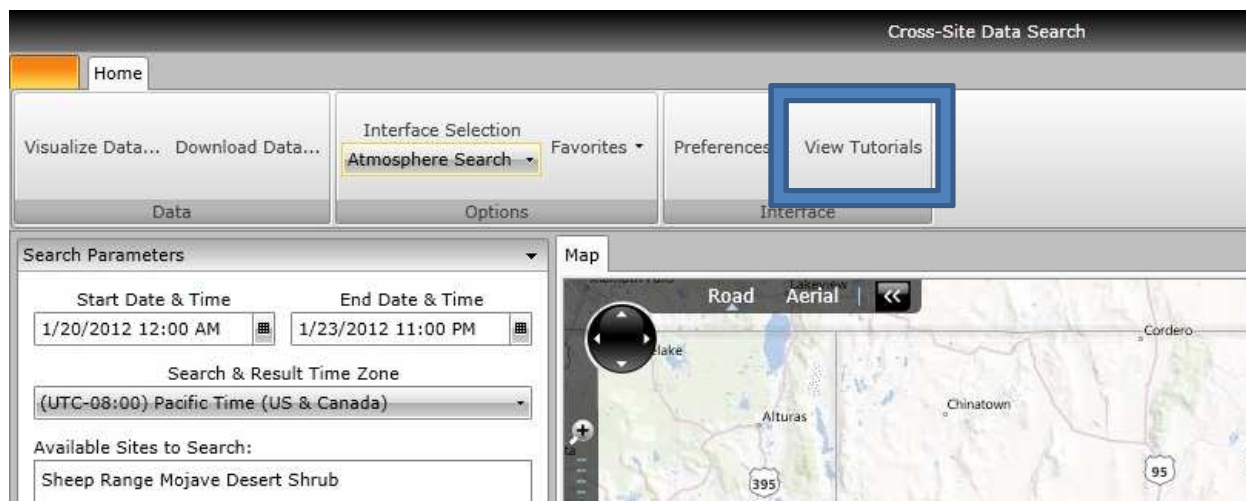 Cross-Site Data Search
Home
Visualize Data... Download Data...
Interface Selection
Atmosphere Search
Favorites
Preferences
View Tutorials
Data
Options
Interface
Search Parameters
Map
Start Date & Time
End Date & Time
1/20/2012 12:00 AM
1/23/2012 11:00 PM
Search & Result Time Zone
(UTC-08:00) Pacific Time (US & Canada)
Available Sites to Search:
Sheep Range Mojave Desert Shrub
Road Aerial
Lakeview
lake
Cordero
Alturas
Chinatown
395
95